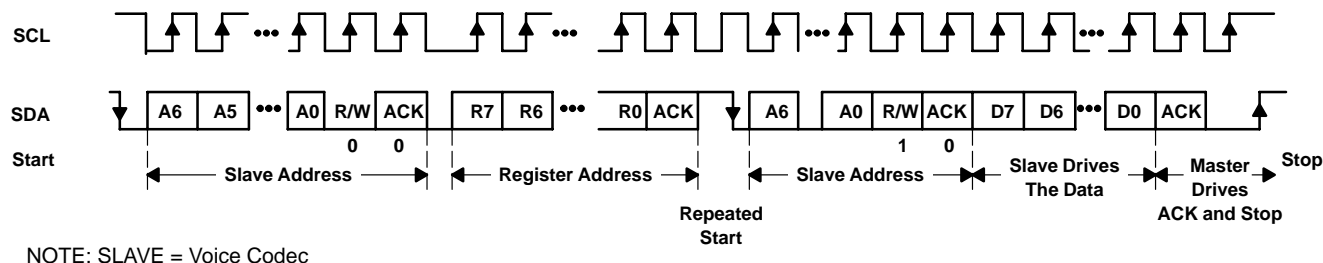 SCL
SDA A6 A5 ••• A0 R/W ACK R7 R6 ••• R0 ACK A6 A0 R/W ACK D7 D6 ••• D0 ACK
0 0 1 0
Start Slave Address Register Address Slave Address Slave Drives The Data Master Drives ACK and Stop Stop
Repeated Start
NOTE: SLAVE = Voice Codec